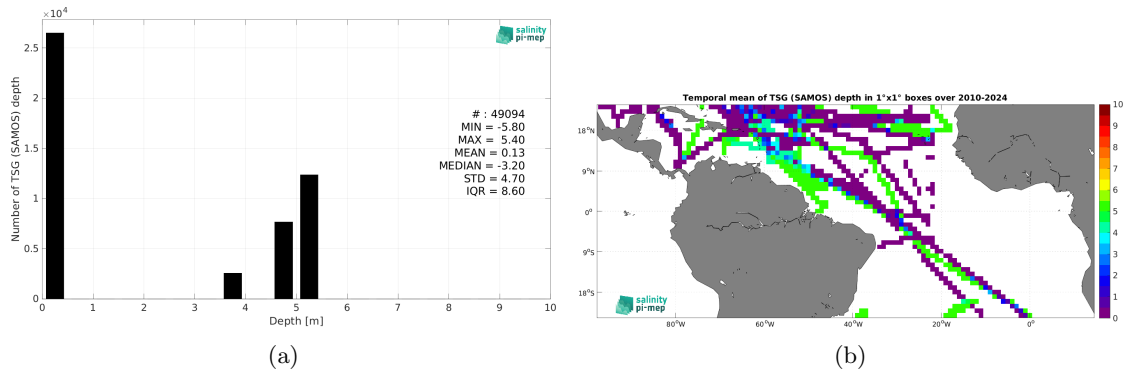 ×10⁴
2.5
2
1.5
1
0.5
0
Number of TSG (SAMOS) depth
0 1 2 3 4 5 6 7 8 9 10
Depth [m]
salinity
pi-mep
# : 49094
MIN = -5.80
MAX = 5.40
MEAN = 0.13
MEDIAN = -3.20
STD = 4.70
IQR = 8.60
(a)
Temporal mean of TSG (SAMOS) depth in 1°x1° boxes over 2010-2024
18°N
9°N
0°
9°S
18°S
80°W 60°W 40°W 20°W 0°
salinity
pi-mep
10
9
8
7
6
5
4
3
2
1
0
(b)